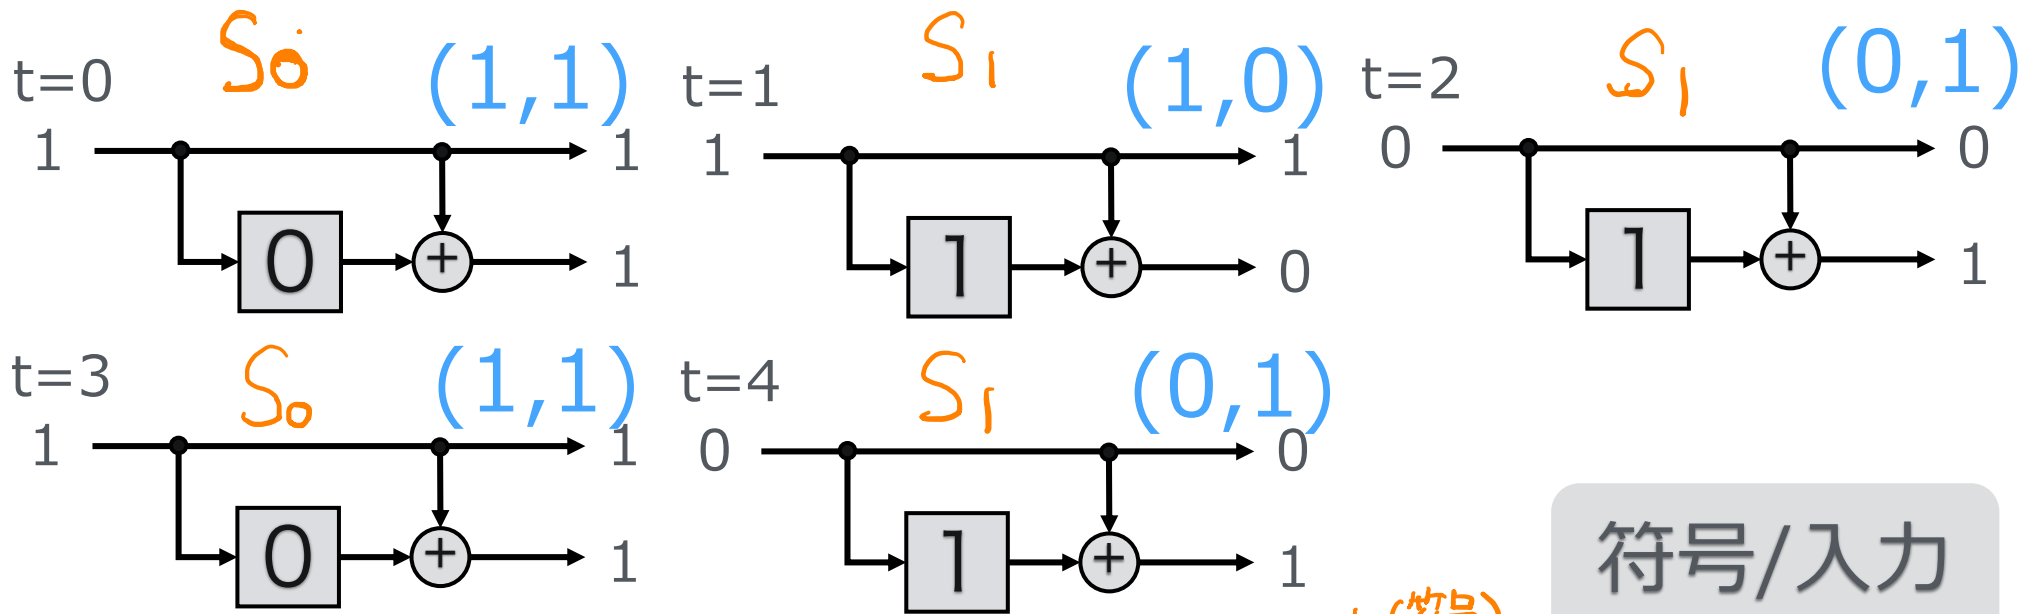 t=0 S₀ (1,1)
1 1
0 +
1
t=1 S₁ (1,0)
1 1
1 +
0
t=2 S₁ (0,1)
0 0
1 +
1
t=3 S₀ (1,1)
1 1
0 +
1
t=4 S₁ (0,1)
0 0
1 +
1
符号/入力
(符号)